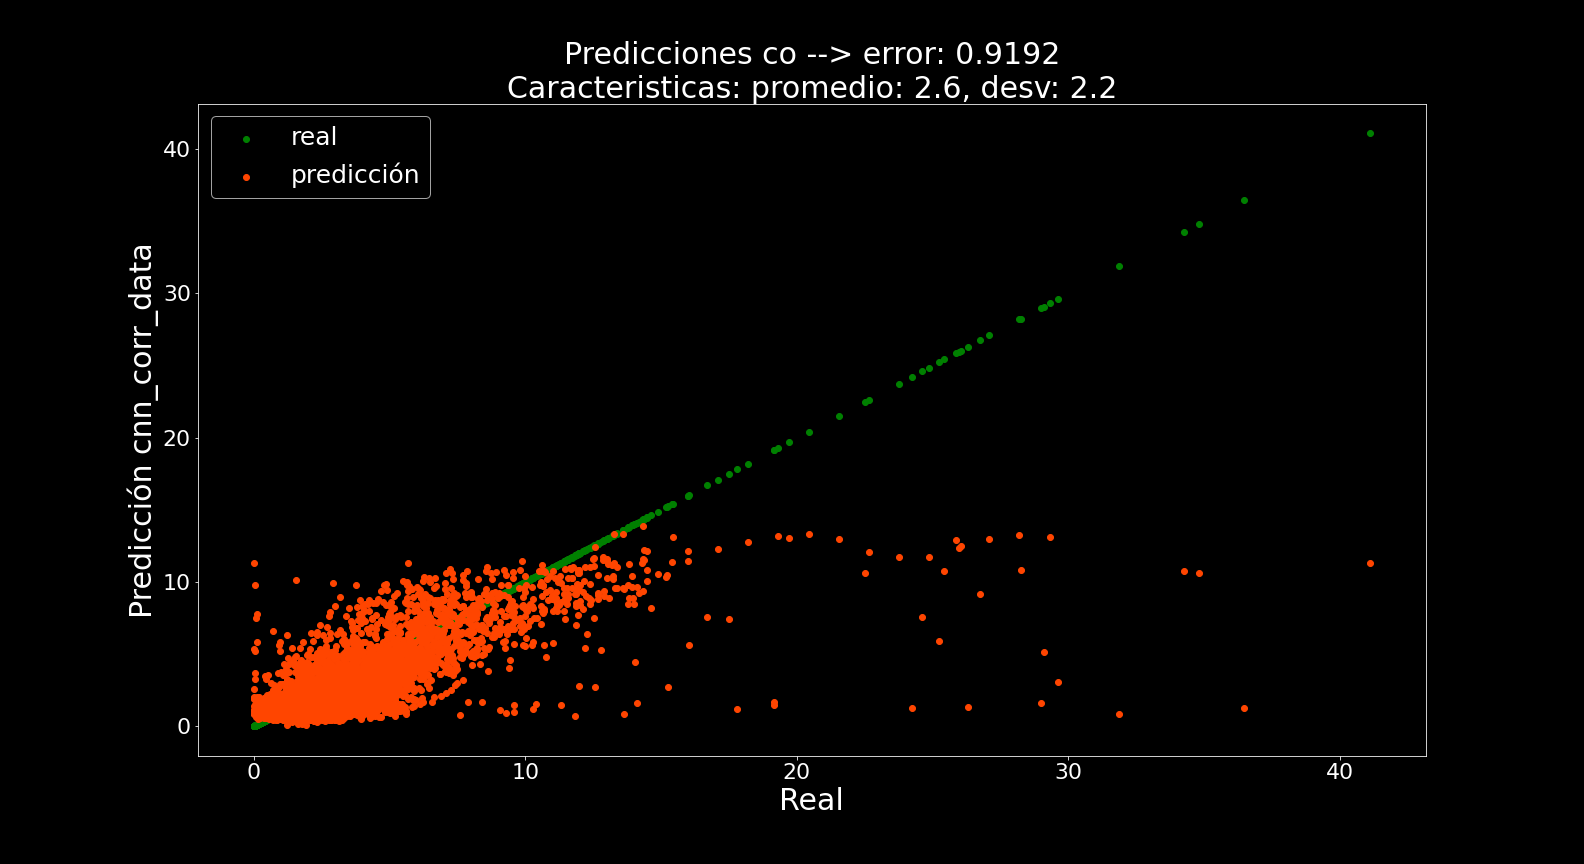 Predicciones co --> error: 0.9192
Caracteristicas: promedio: 2.6, desv: 2.2
real
predicción
40
30
20
10
0
Predicción cnn_corr_data
0 10 20 30 40
Real